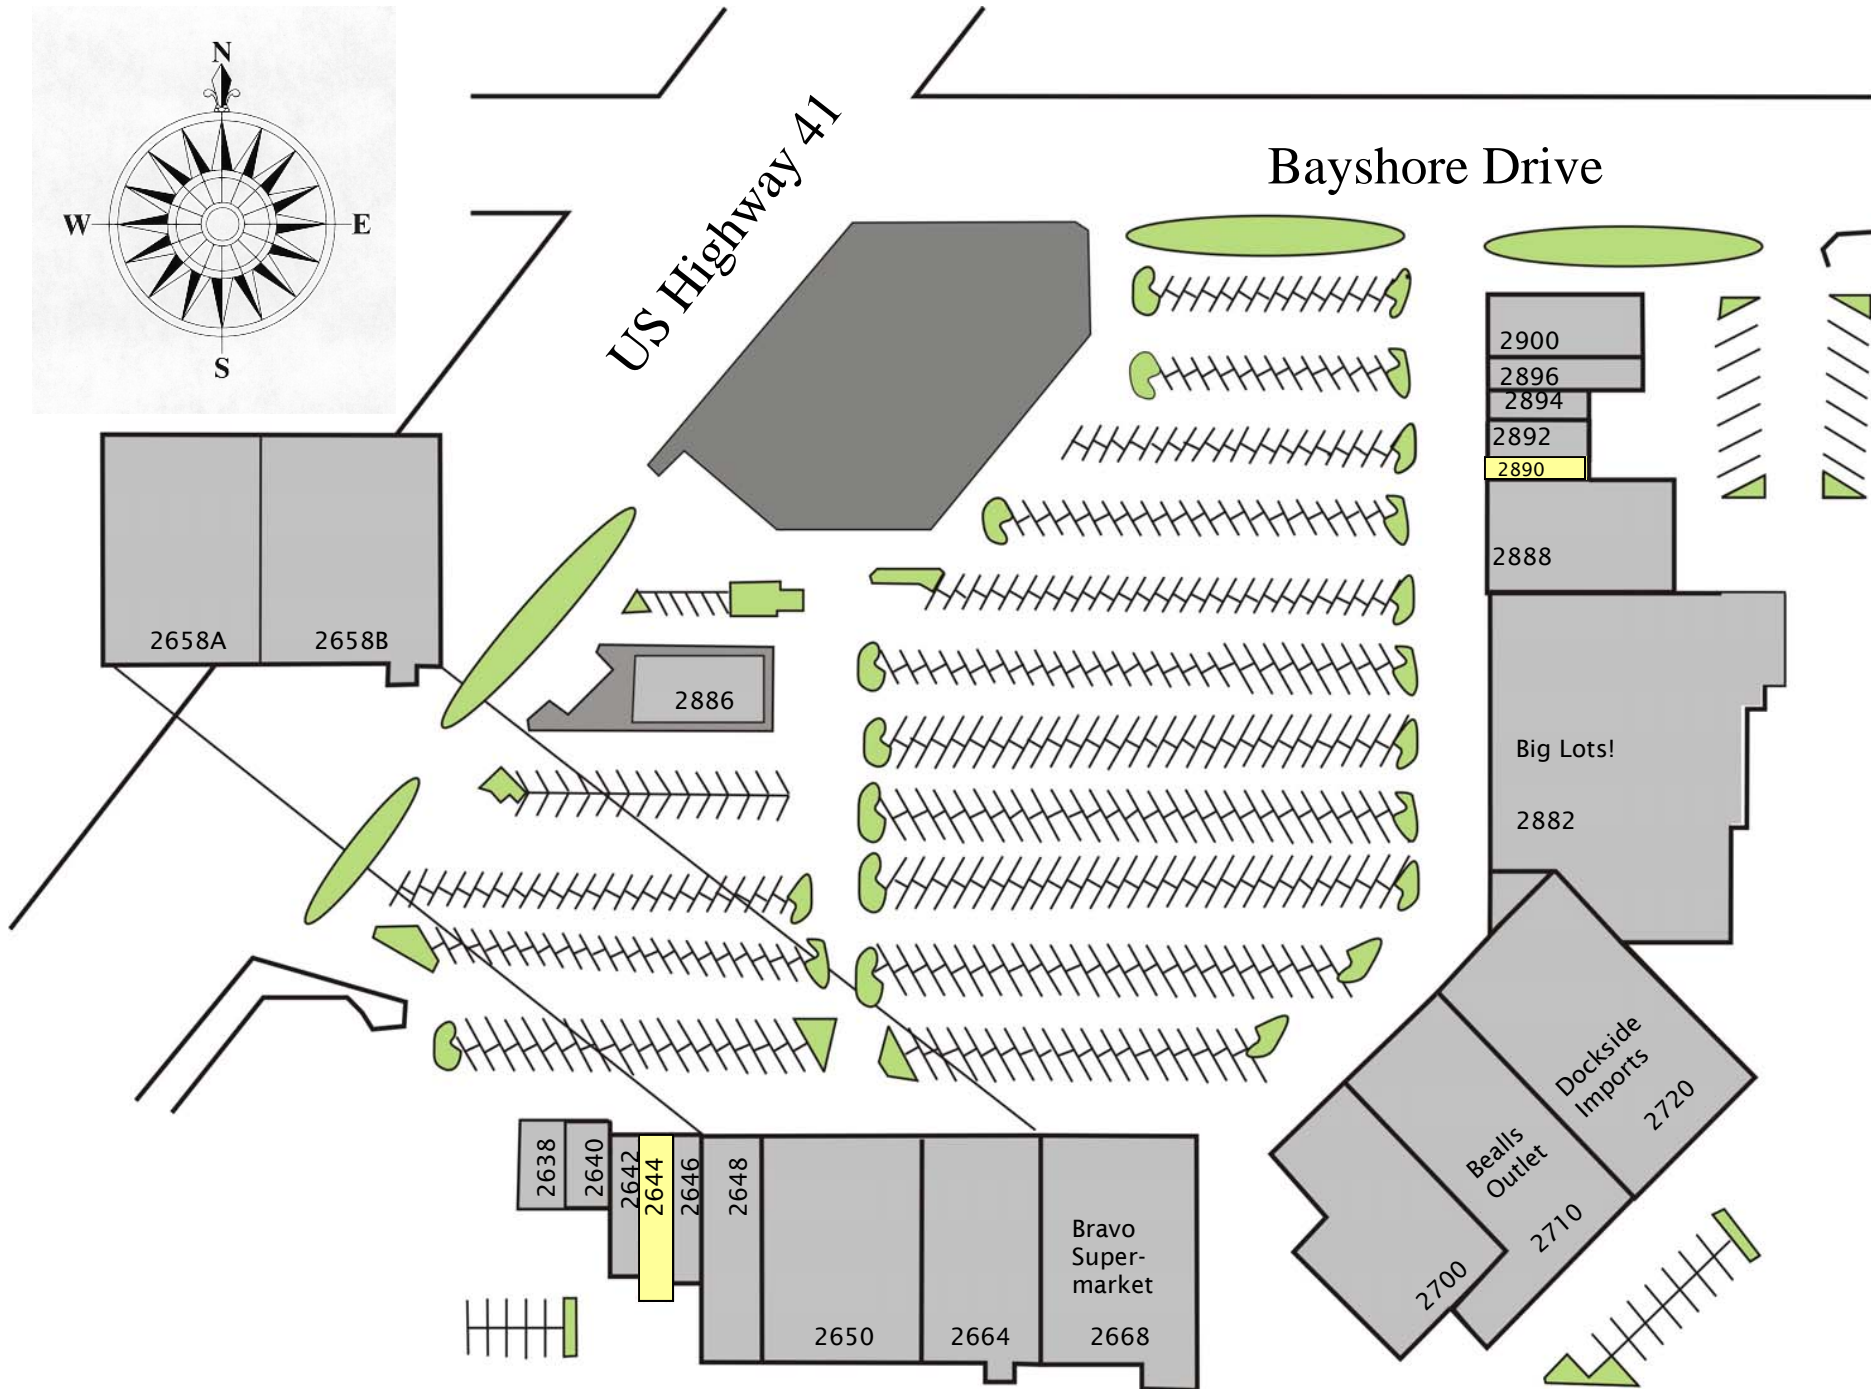 N
W
E
S
US Highway 41
Bayshore Drive
2900
2896
2894
2892
2890
2888
2658A
2658B
2886
Big Lots!
2882
Dockside
Imports
2720
Bealls
Outlet
2710
2700
2638
2640
2642
2644
2646
2648
2650
2664
Bravo
Super-
market
2668